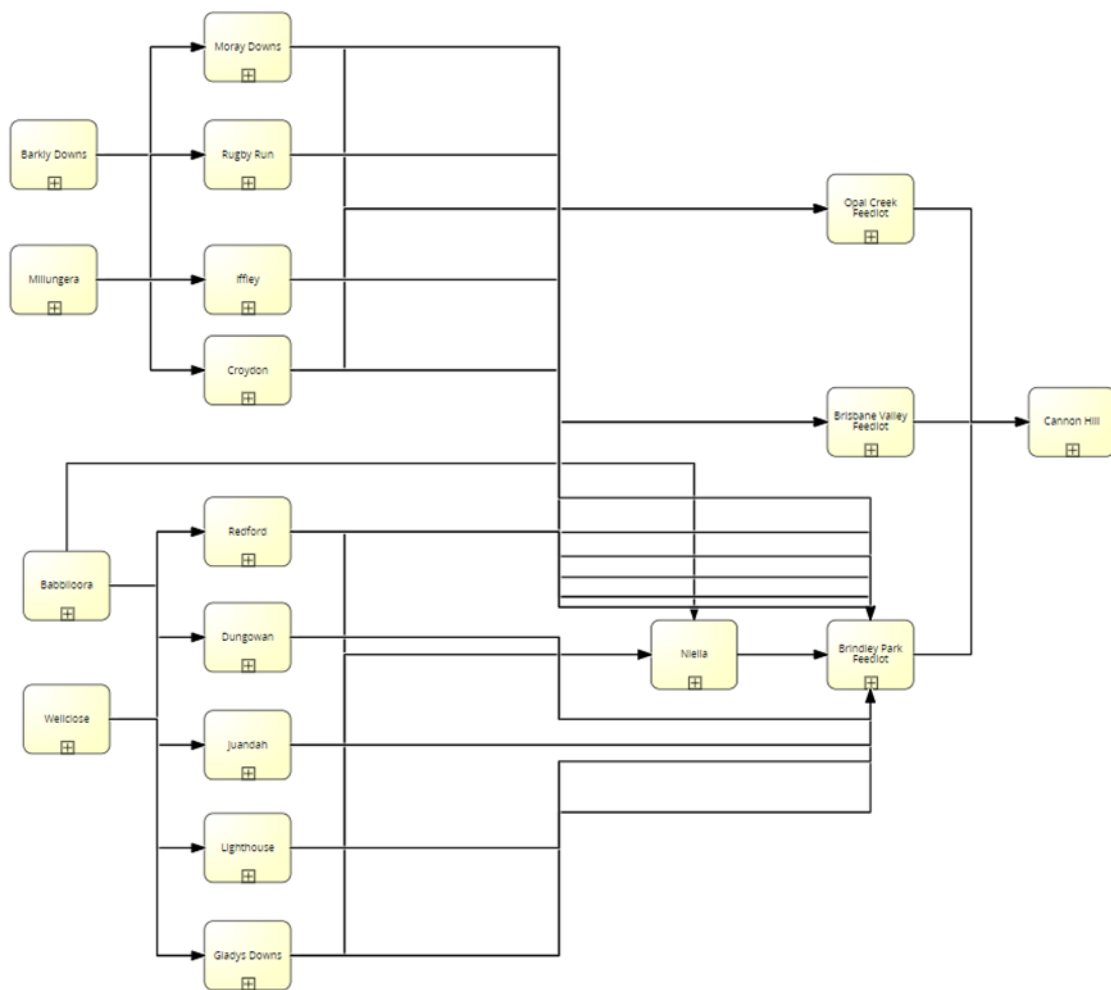 Moray Downs
Barkly Downs
Rugby Run
Opal Creek
Feedlot
Millungera
Iffley
Croydon
Brisbane Valley
Feedlot
Cannon Hill
Redford
Babbiloora
Dungowan
Niella
Brindley Park
Feedlot
Wellclose
Juandah
Lighthouse
Gladys Downs